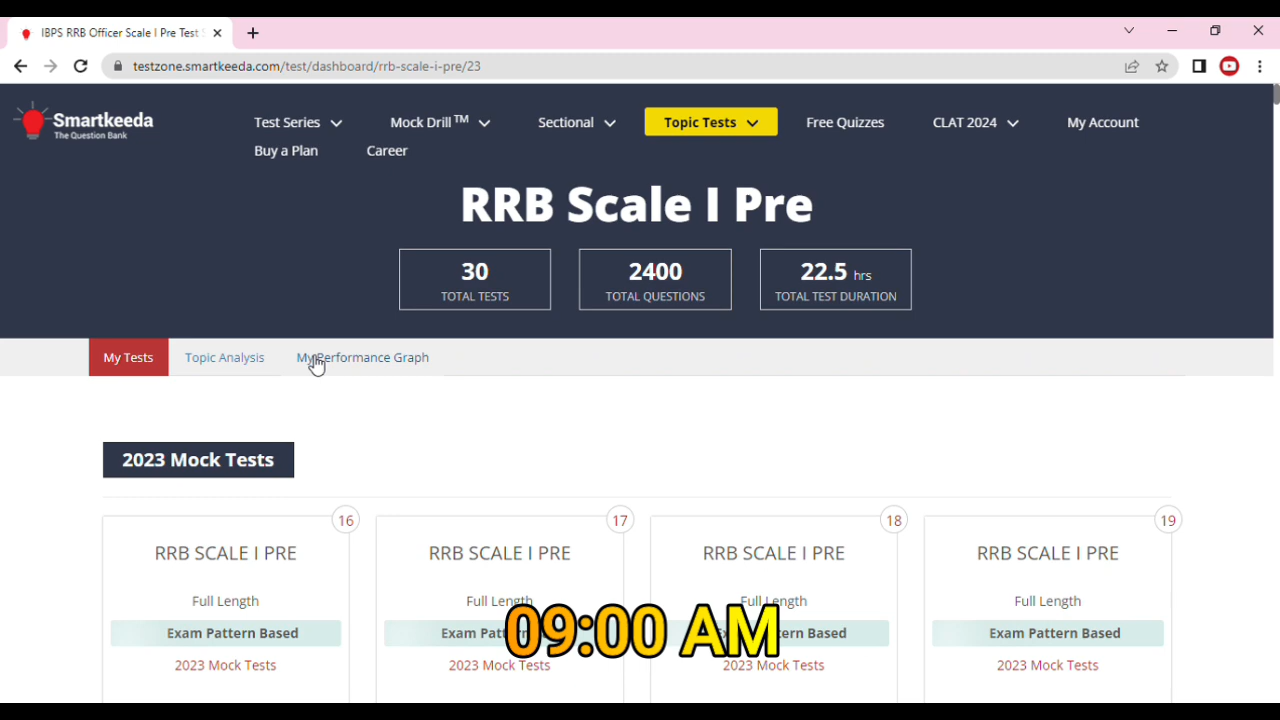 IBPS RRB Officer Scale I Pre Test S
testzone.smartkeeda.com/test/dashboard/rrb-scale-i-pre/23
Smartkeeda
The Question Bank
Test Series
Mock Drill™
Sectional
Topic Tests
Free Quizzes
CLAT 2024
My Account
Buy a Plan
Career
RRB Scale I Pre
30
TOTAL TESTS
2400
TOTAL QUESTIONS
22.5 hrs
TOTAL TEST DURATION
My Tests
Topic Analysis
My Performance Graph
2023 Mock Tests
16
17
18
19
RRB SCALE I PRE
RRB SCALE I PRE
RRB SCALE I PRE
RRB SCALE I PRE
Full Length
Full Length
Full Length
Full Length
Exam Pattern Based
Exam Pattern Based
2023 Mock Tests
2023 Mock Tests
2023 Mock Tests
2023 Mock Tests
09:00 AM